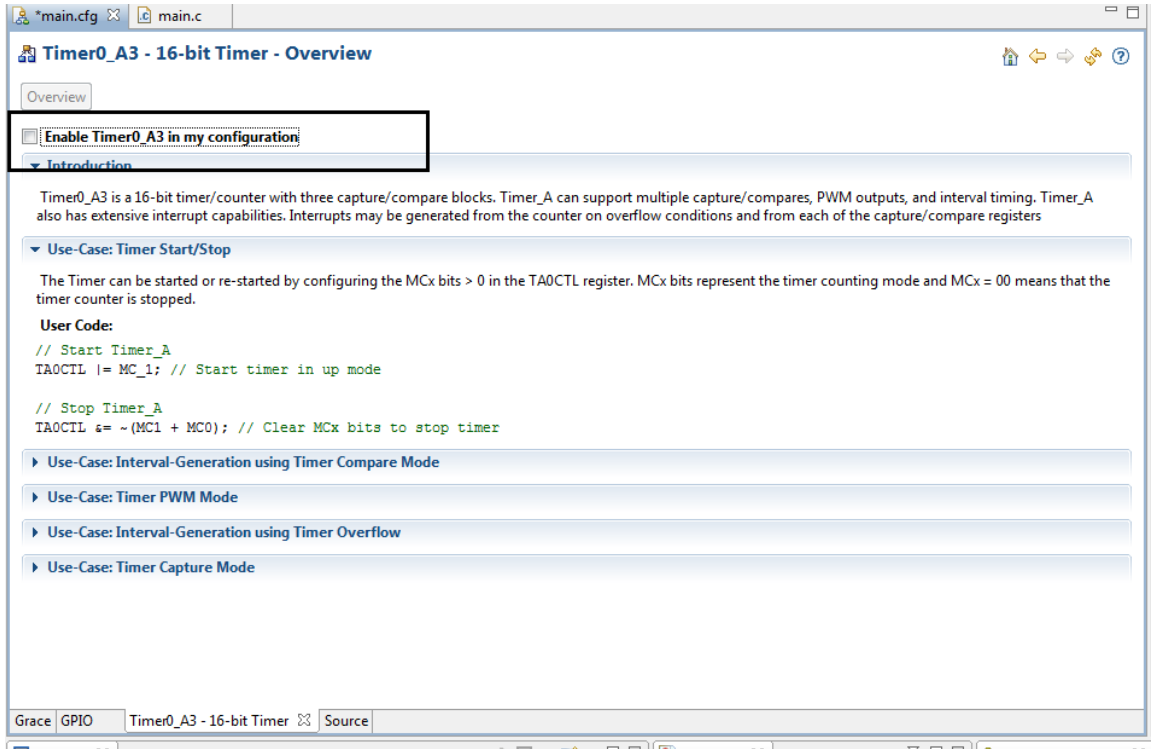 *main.cfg main.c
Timer0_A3 - 16-bit Timer - Overview
Overview
Enable Timer0_A3 in my configuration
Introduction
Timer0_A3 is a 16-bit timer/counter with three capture/compare blocks. Timer_A can support multiple capture/compares, PWM outputs, and interval timing. Timer_A
also has extensive interrupt capabilities. Interrupts may be generated from the counter on overflow conditions and from each of the capture/compare registers
Use-Case: Timer Start/Stop
The Timer can be started or re-started by configuring the MCx bits > 0 in the TA0CTL register. MCx bits represent the timer counting mode and MCx = 00 means that the
timer counter is stopped.
User Code:
// Start Timer_A
TA0CTL |= MC_1; // Start timer in up mode
// Stop Timer_A
TA0CTL &= ~(MC1 + MC0); // Clear MCx bits to stop timer
Use-Case: Interval-Generation using Timer Compare Mode
Use-Case: Timer PWM Mode
Use-Case: Interval-Generation using Timer Overflow
Use-Case: Timer Capture Mode
Grace GPIO Timer0_A3 - 16-bit Timer Source